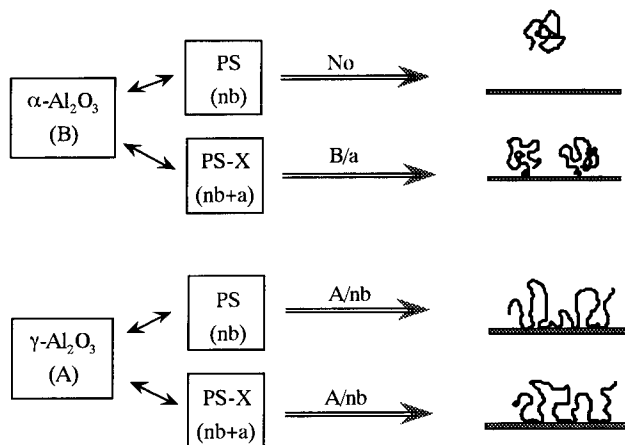 PS
(nb)
No
α-Al₂O₃
(B)
PS-X
(nb+a)
B/a
PS
(nb)
A/nb
γ-Al₂O₃
(A)
PS-X
(nb+a)
A/nb